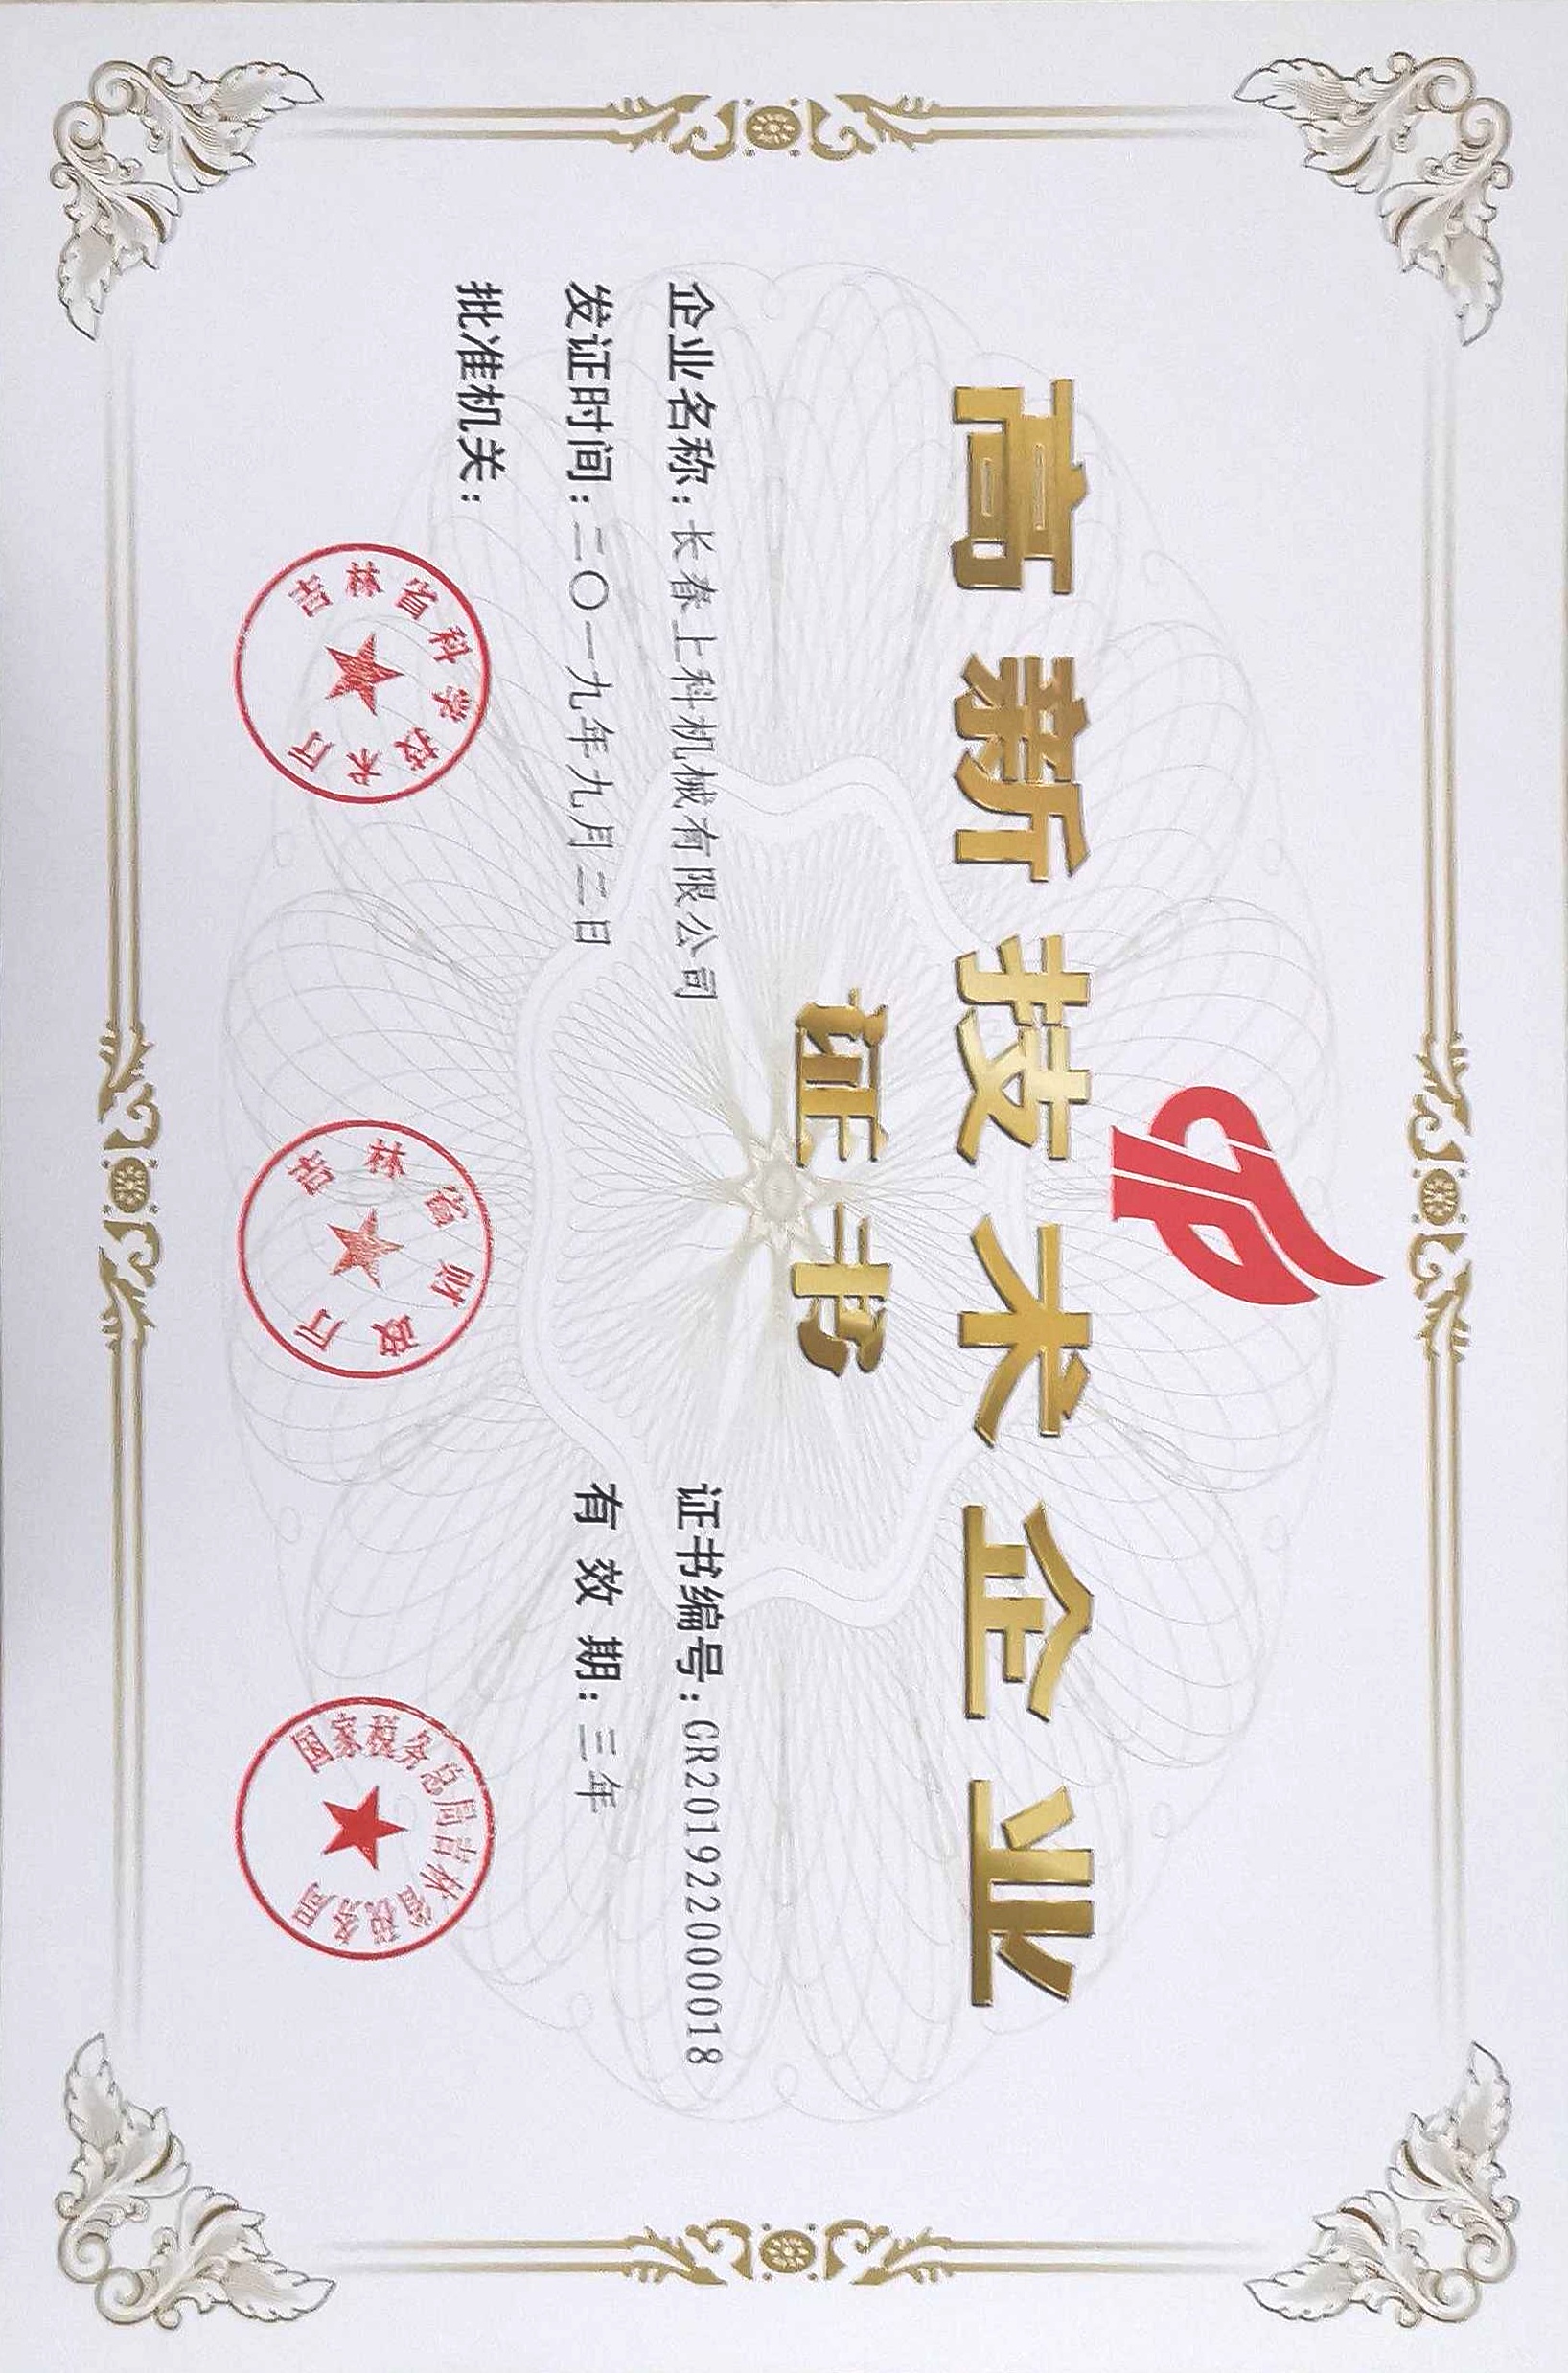 CTP
高新技术企业
证书
企业名称:长春上科机械有限公司
证书编号:GR201922000018
发证时间:二〇一九年九月二日
有效期:三年
批准机关:
吉林省科学技术厅
吉林省财政厅
国家税务总局吉林省税务局